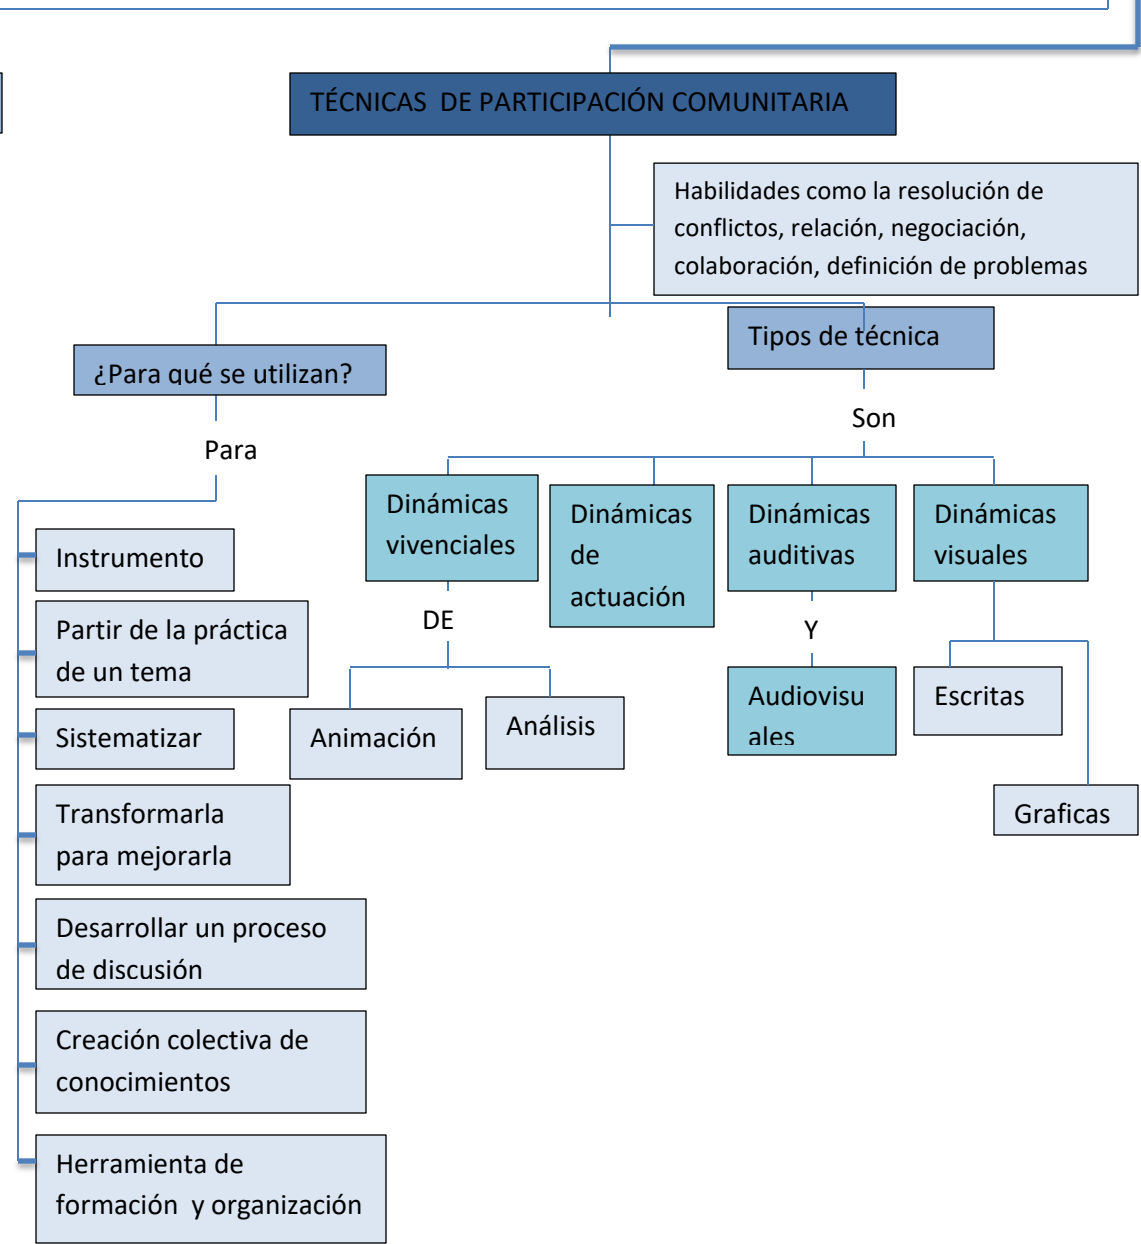 TÉCNICAS  DE PARTICIPACIÓN COMUNITARIA
Habilidades como la resolución de
conflictos, relación, negociación,
colaboración, definición de problemas
¿Para qué se utilizan?
Para
Instrumento
Partir de la práctica
de un tema
Sistematizar
Transformarla
para mejorarla
Desarrollar un proceso
de discusión
Creación colectiva de
conocimientos
Herramienta de
formación  y organización
Tipos de técnica
Son
Dinámicas
vivenciales
DE
Animación
Análisis
Dinámicas
de
actuación
Dinámicas
auditivas
Y
Audiovisu
ales
Dinámicas
visuales
Escritas
Graficas